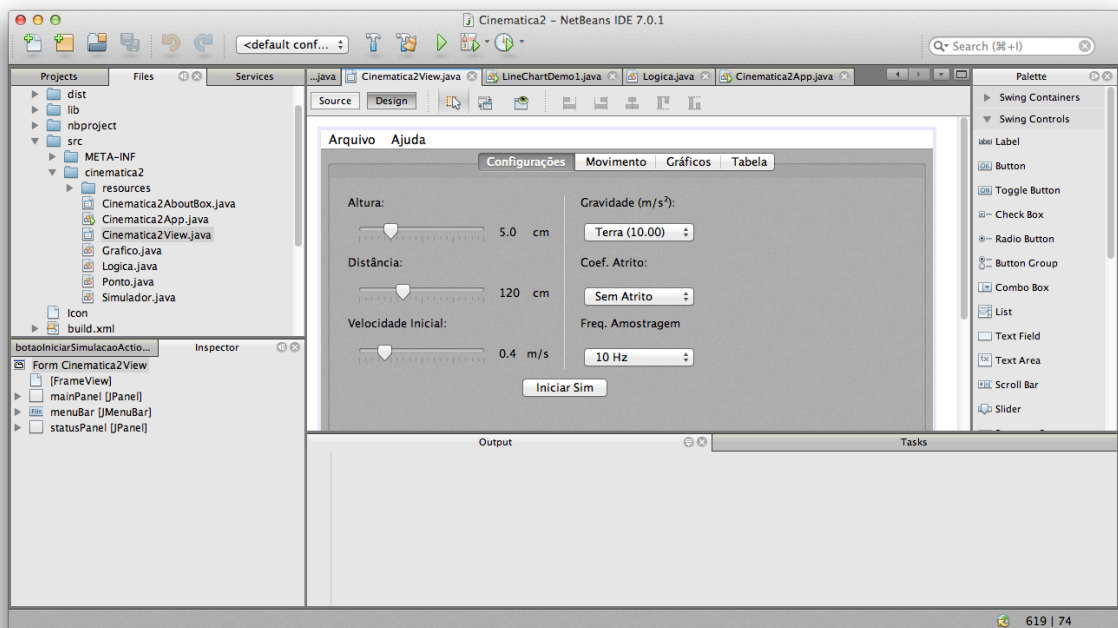 Cinematica2 – NetBeans IDE 7.0.1
<default conf...
Search (⌘+I)
Projects
Files
Services
dist
lib
nbproject
src
META-INF
cinematica2
resources
Cinematica2AboutBox.java
Cinematica2App.java
Cinematica2View.java
Grafico.java
Logica.java
Ponto.java
Simulador.java
Icon
build.xml
botaoIniciarSimulacaoActio...
Inspector
Form Cinematica2View
[FrameView]
mainPanel [JPanel]
menuBar [JMenuBar]
statusPanel [JPanel]
...java
Cinematica2View.java
LineChartDemo1.java
Logica.java
Cinematica2App.java
Source
Design
Arquivo Ajuda
Configurações
Movimento
Gráficos
Tabela
Altura:
5.0 cm
Distância:
120 cm
Velocidade Inicial:
0.4 m/s
Gravidade (m/s²):
Terra (10.00)
Coef. Atrito:
Sem Atrito
Freq. Amostragem
10 Hz
Iniciar Sim
Output
Tasks
Palette
Swing Containers
Swing Controls
label Label
OK Button
ON Toggle Button
Check Box
Radio Button
Button Group
Combo Box
List
Text Field
Text Area
Scroll Bar
Slider
619 | 74